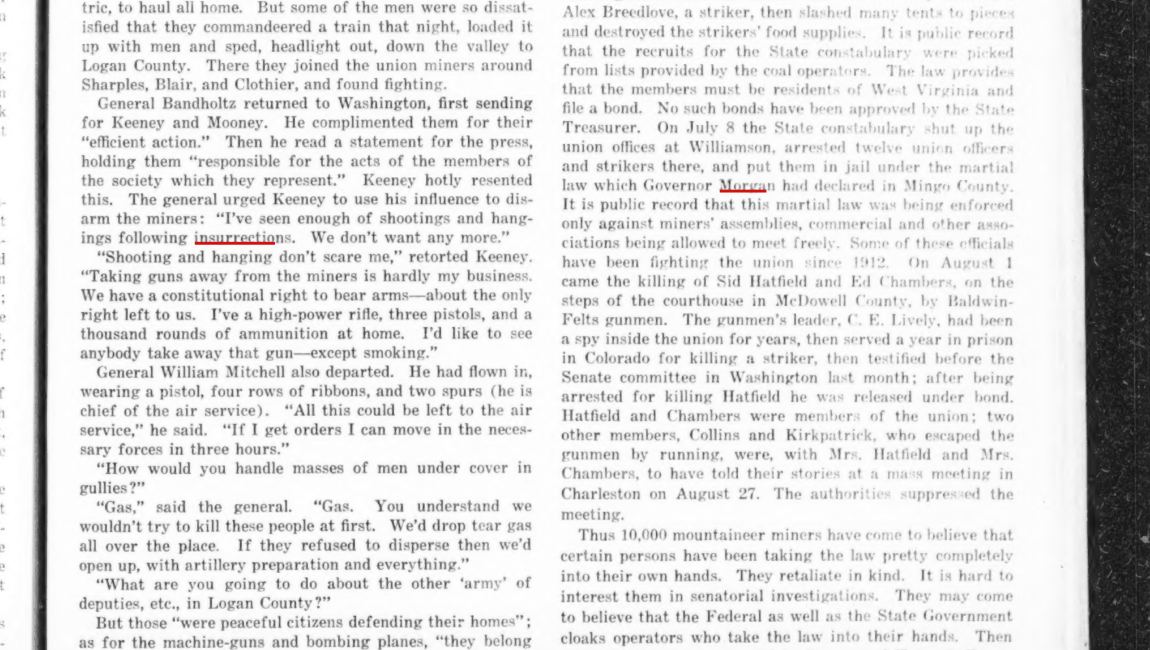 tric, to haul all home. But some of the men were so dissat-
isfied that they commandeered a train that night, loaded it
up with men and sped, headlight out, down the valley to
Logan County. There they joined the union miners around
Sharples, Blair, and Clothier, and found fighting.
General Bandholtz returned to Washington, first sending
for Keeney and Mooney. He complimented them for their
“efficient action.” Then he read a statement for the press,
holding them “responsible for the acts of the members of
the society which they represent.” Keeney hotly resented
this. The general urged Keeney to use his influence to dis-
arm the miners: “I’ve seen enough of shootings and hang-
ings following insurrections. We don’t want any more.”
“Shooting and hanging don’t scare me,” retorted Keeney.
“Taking guns away from the miners is hardly my business.
We have a constitutional right to bear arms—about the only
right left to us. I’ve a high-power rifle, three pistols, and a
thousand rounds of ammunition at home. I’d like to see
anybody take away that gun—except smoking.”
General William Mitchell also departed. He had flown in,
wearing a pistol, four rows of ribbons, and two spurs (he is
chief of the air service). “All this could be left to the air
service,” he said. “If I get orders I can move in the neces-
sary forces in three hours.”
“How would you handle masses of men under cover in
gullies?”
“Gas,” said the general. “Gas. You understand we
wouldn’t try to kill these people at first. We’d drop tear gas
all over the place. If they refused to disperse then we’d
open up, with artillery preparation and everything.”
“What are you going to do about the other ‘army’ of
deputies, etc., in Logan County?”
But those “were peaceful citizens defending their homes”;
as for the machine-guns and bombing planes, “they belong
Alex Breedlove, a striker, then slashed many tents to pieces
and destroyed the strikers’ food supplies. It is public record
that the recruits for the State constabulary were picked
from lists provided by the coal operators. The law provides
that the members must be residents of West Virginia and
file a bond. No such bonds have been approved by the State
Treasurer. On July 8 the State constabulary shut up the
union offices at Williamson, arrested twelve union officers
and strikers there, and put them in jail under the martial
law which Governor Morgan had declared in Mingo County.
It is public record that this martial law was being enforced
only against miners’ assemblies, commercial and other asso-
ciations being allowed to meet freely. Some of these officials
have been fighting the union since 1912. On August 1
came the killing of Sid Hatfield and Ed Chambers, on the
steps of the courthouse in McDowell County, by Baldwin-
Felts gunmen. The gunmen’s leader, C. E. Lively, had been
a spy inside the union for years, then served a year in prison
in Colorado for killing a striker, then testified before the
Senate committee in Washington last month; after being
arrested for killing Hatfield he was released under bond.
Hatfield and Chambers were members of the union; two
other members, Collins and Kirkpatrick, who escaped the
gunmen by running, were, with Mrs. Hatfield and Mrs.
Chambers, to have told their stories at a mass meeting in
Charleston on August 27. The authorities suppressed the
meeting.
Thus 10,000 mountaineer miners have come to believe that
certain persons have been taking the law pretty completely
into their own hands. They retaliate in kind. It is hard to
interest them in senatorial investigations. They may come
to believe that the Federal as well as the State Government
cloaks operators who take the law into their hands. Then